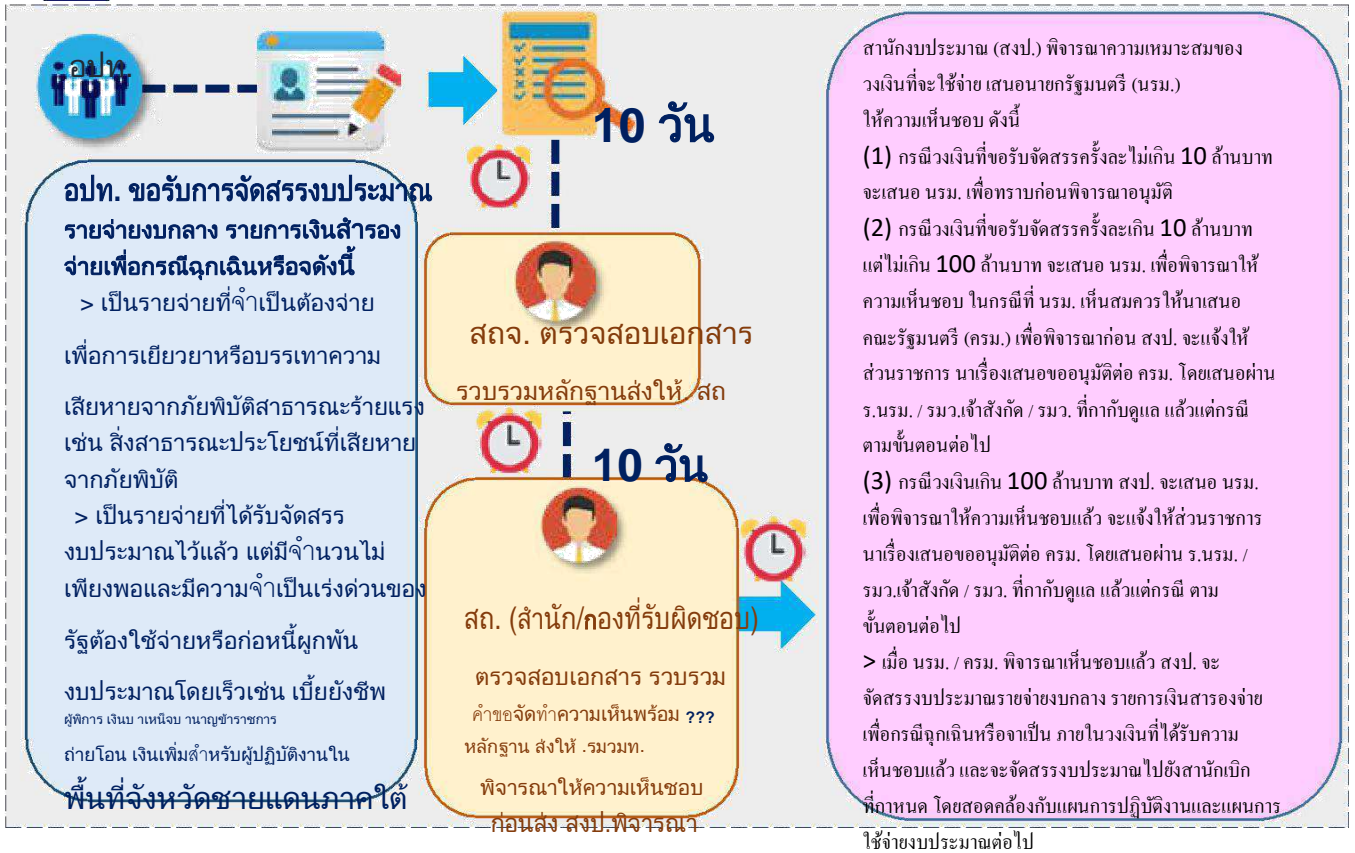 อปท.
อปท. ขอรับการจัดสรรงบประมาณ
รายจ่ายงบกลาง รายการเงินสำรอง
จ่ายเพื่อกรณีฉุกเฉินหรือจดังนี้
> เป็นรายจ่ายที่จำเป็นต้องจ่าย
เพื่อการเยียวยาหรือบรรเทาความ
เสียหายจากภัยพิบัติสาธารณะร้ายแรง
เช่น สิ่งสาธารณะประโยชน์ที่เสียหาย
จากภัยพิบัติ
> เป็นรายจ่ายที่ได้รับจัดสรร
งบประมาณไว้แล้ว แต่มีจำนวนไม่
เพียงพอและมีความจำเป็นเร่งด่วนของ
รัฐต้องใช้จ่ายหรือก่อหนี้ผูกพัน
งบประมาณโดยเร็วเช่น เบี้ยยังชีพ
ผู้พิการ เงินบ าเหน็จบ านาญข้าราชการ
ถ่ายโอน เงินเพิ่มสำหรับผู้ปฏิบัติงานใน
พื้นที่จังหวัดชายแดนภาคใต้
10 วัน
สถจ. ตรวจสอบเอกสาร
รวบรวมหลักฐานส่งให้. สถ
10 วัน
สถ. (สำนัก/กองที่รับผิดชอบ)
ตรวจสอบเอกสาร รวบรวม
คำขอจัดทำความเห็นพร้อม ???
หลักฐาน ส่งให้ .รมวมท.
พิจารณาให้ความเห็นชอบ
ก่อนส่ง สงป.พิจารณา
สานักงบประมาณ (สงป.) พิจารณาความเหมาะสมของ
วงเงินที่จะใช้จ่าย เสนอนายกรัฐมนตรี (นรม.)
ให้ความเห็นชอบ ดังนี้
(1) กรณีวงเงินที่ขอรับจัดสรรครั้งละไม่เกิน 10 ล้านบาท
จะเสนอ นรม. เพื่อทราบก่อนพิจารณาอนุมัติ
(2) กรณีวงเงินที่ขอรับจัดสรรครั้งละเกิน 10 ล้านบาท
แต่ไม่เกิน 100 ล้านบาท จะเสนอ นรม. เพื่อพิจารณาให้
ความเห็นชอบ ในกรณีที่ นรม. เห็นสมควรให้นาเสนอ
คณะรัฐมนตรี (ครม.) เพื่อพิจารณาก่อน สงป. จะแจ้งให้
ส่วนราชการ นาเรื่องเสนอขออนุมัติต่อ ครม. โดยเสนอผ่าน
ร.นรม. / รมว.เจ้าสังกัด / รมว. ที่กากับดูแล แล้วแต่กรณี
ตามขั้นตอนต่อไป
(3) กรณีวงเงินเกิน 100 ล้านบาท สงป. จะเสนอ นรม.
เพื่อพิจารณาให้ความเห็นชอบแล้ว จะแจ้งให้ส่วนราชการ
นาเรื่องเสนอขออนุมัติต่อ ครม. โดยเสนอผ่าน ร.นรม. /
รมว.เจ้าสังกัด / รมว. ที่กากับดูแล แล้วแต่กรณี ตาม
ขั้นตอนต่อไป
> เมื่อ นรม. / ครม. พิจารณาเห็นชอบแล้ว สงป. จะ
จัดสรรงบประมาณรายจ่ายงบกลาง รายการเงินสารองจ่าย
เพื่อกรณีฉุกเฉินหรือจาเป็น ภายในวงเงินที่ได้รับความ
เห็นชอบแล้ว และจะจัดสรรงบประมาณไปยังสานักเบิก
ที่กาหนด โดยสอดคล้องกับแผนการปฏิบัติงานและแผนการ
ใช้จ่ายงบประมาณต่อไป